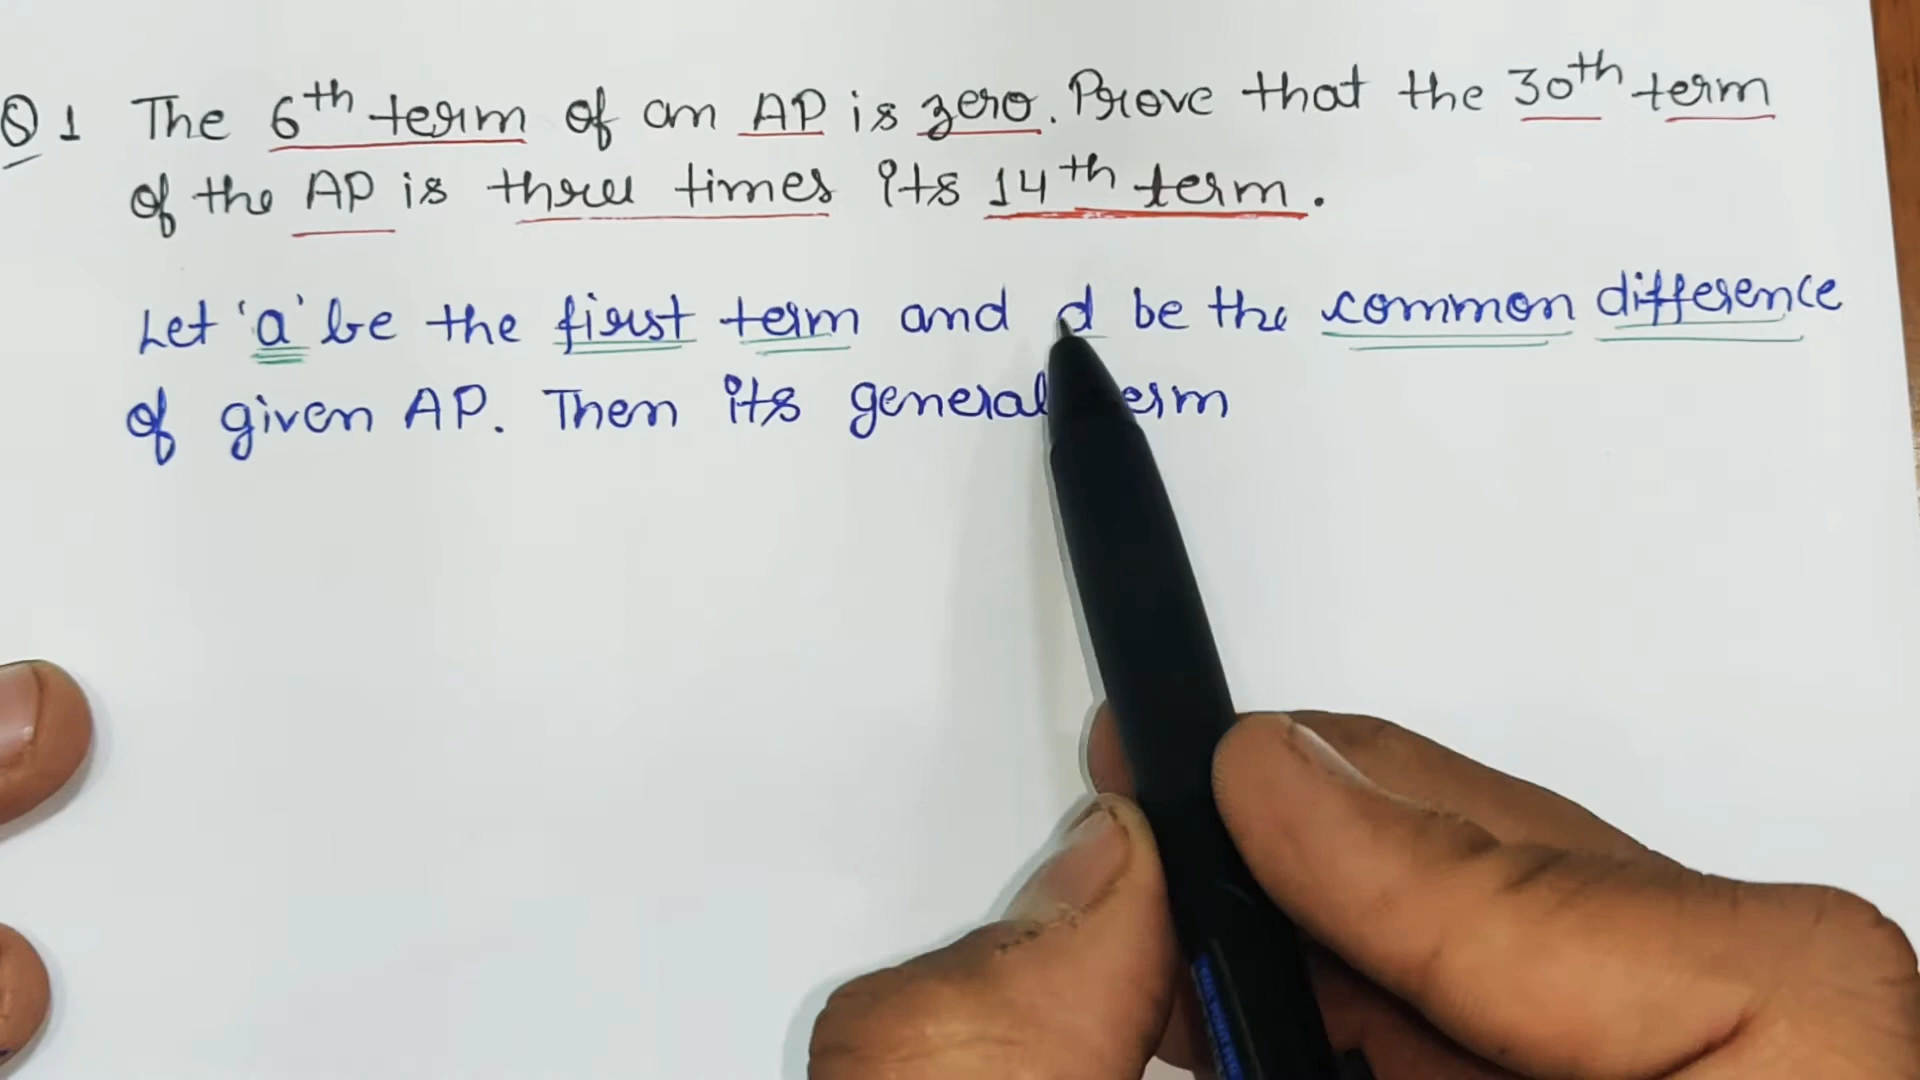 Q 1 The 6th term of an AP is zero. Prove that the 30th term
of the AP is three times its 14th term.
Let 'a' be the first term and d be the common difference
of given AP. Then its general term